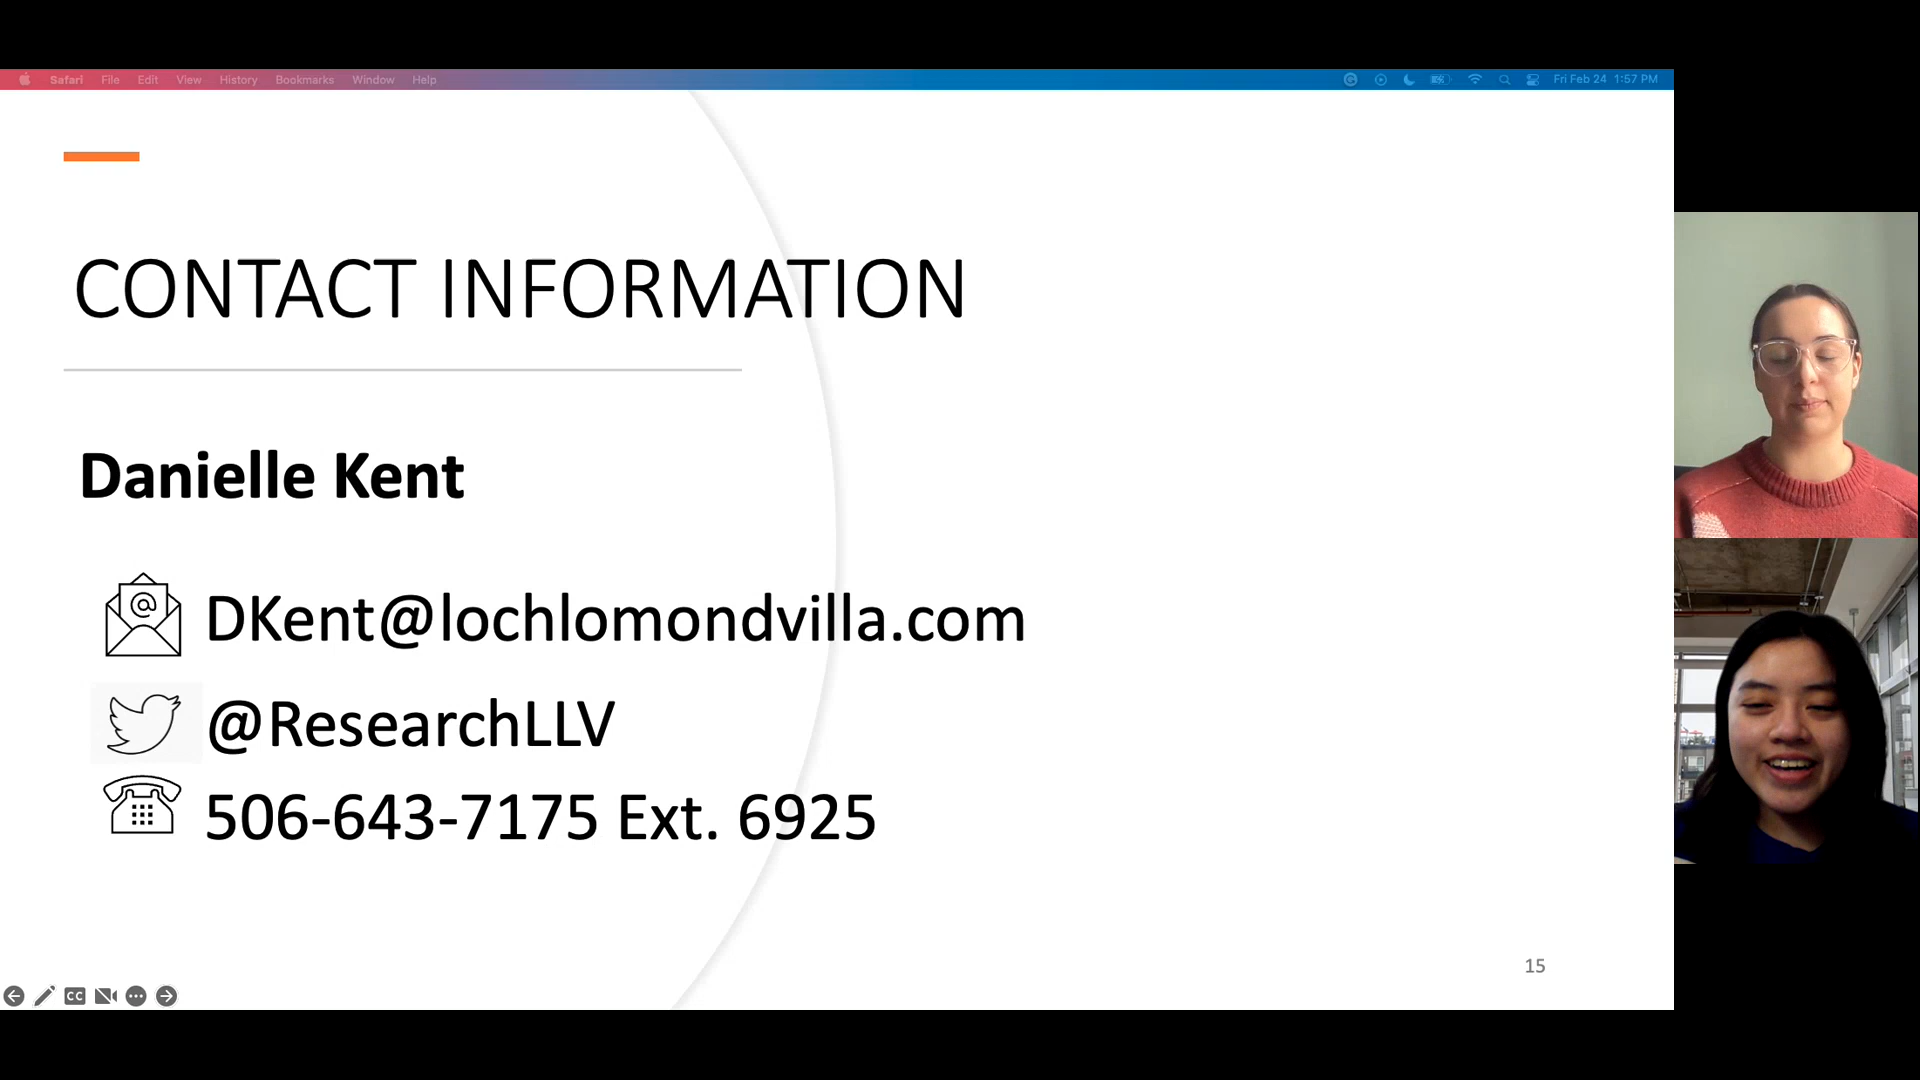 Safari File Edit View History Bookmarks Window Help Fri Feb 24 1:57 PM
CONTACT INFORMATION
Danielle Kent
@ DKent@lochlomondvilla.com
@ResearchLLV
506-643-7175 Ext. 6925
15
CC